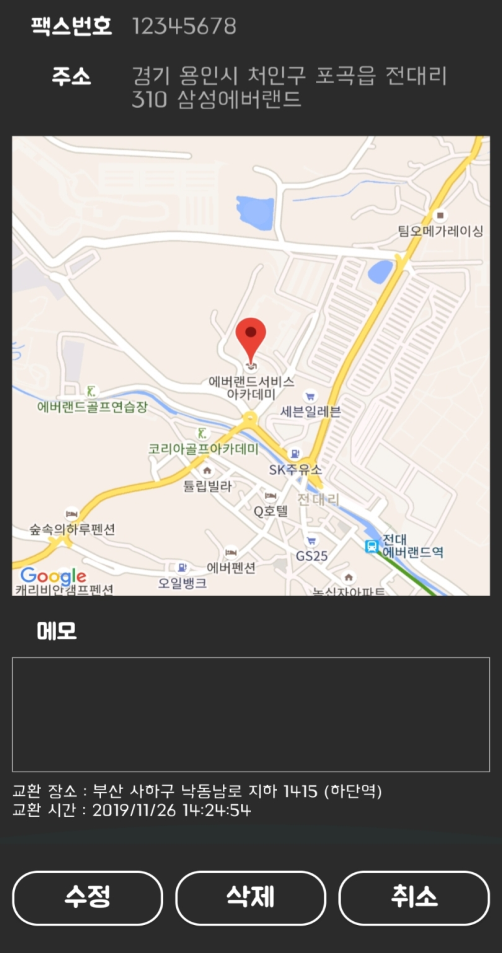 팩스번호 12345678
주소 경기 용인시 처인구 포곡읍 전대리
310 삼성에버랜드
팀오메가레이싱
에버랜드서비스
아카데미
세븐일레븐
에버랜드골프연습장
코리아골프아카데미
SK주유소
튤립빌라
전대리
Q호텔
숲속의하루펜션
전대
에버랜드역
GS25
에버펜션
Google
오일뱅크
캐리비안캠프펜션
농심자아파트
메모
교환 장소 : 부산 사하구 낙동남로 지하 1415 (하단역)
교환 시간 : 2019/11/26 14:24:54
수정 삭제 취소